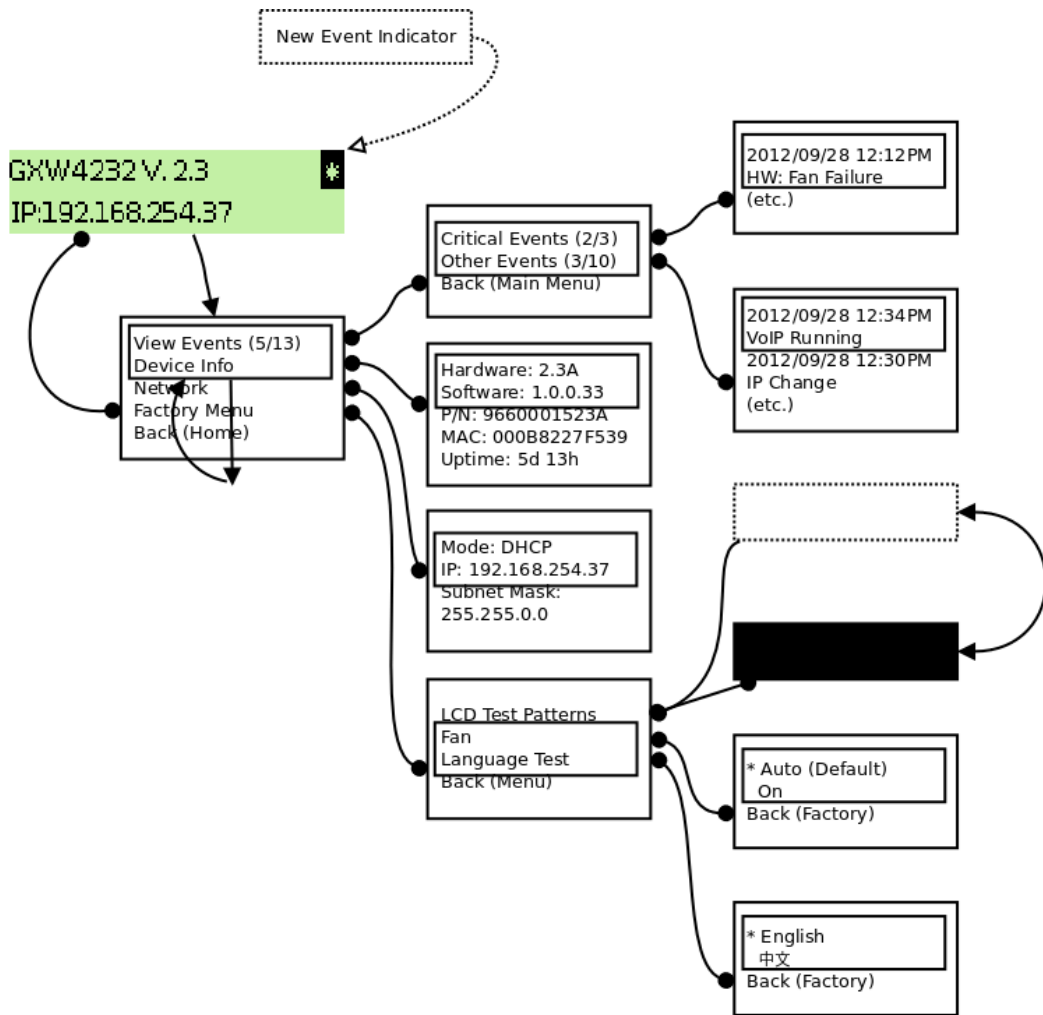 New Event Indicator
GXW4232 V. 2.3 *
IP:192.168.254.37
View Events (5/13)
Device Info
Network
Factory Menu
Back (Home)
Critical Events (2/3)
Other Events (3/10)
Back (Main Menu)
2012/09/28 12:12PM
HW: Fan Failure
(etc.)
2012/09/28 12:34PM
VoIP Running
2012/09/28 12:30PM
IP Change
(etc.)
Hardware: 2.3A
Software: 1.0.0.33
P/N: 9660001523A
MAC: 000B8227F539
Uptime: 5d 13h
Mode: DHCP
IP: 192.168.254.37
Subnet Mask:
255.255.0.0
LCD Test Patterns
Fan
Language Test
Back (Menu)
* Auto (Default)
On
Back (Factory)
* English
中文
Back (Factory)